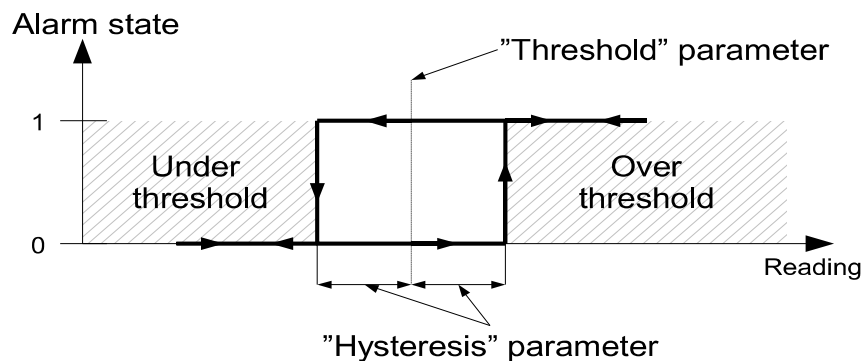 Alarm state
”Threshold” parameter
1
Under
threshold
Over
threshold
0
Reading
”Hysteresis” parameter